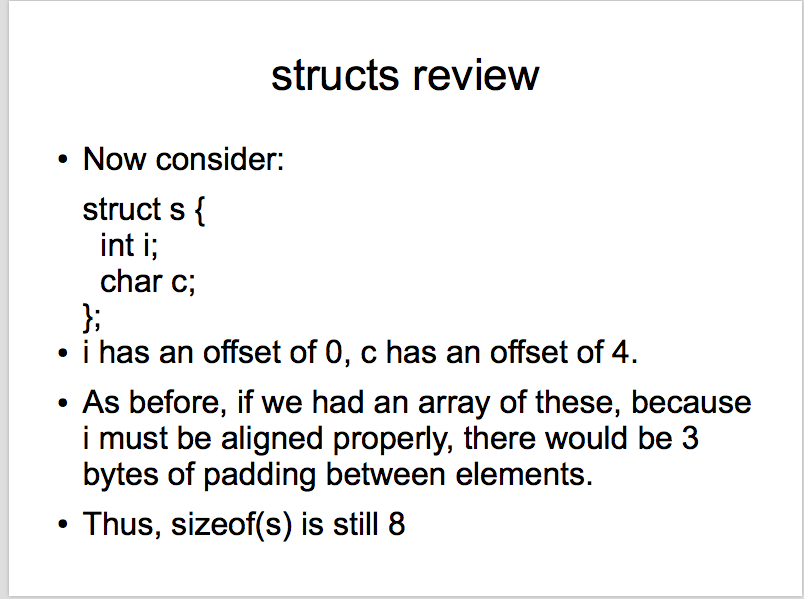 structs review
• Now consider:
struct s {
int i;
char c;
};
• i has an offset of 0, c has an offset of 4.
• As before, if we had an array of these, because
i must be aligned properly, there would be 3
bytes of padding between elements.
• Thus, sizeof(s) is still 8